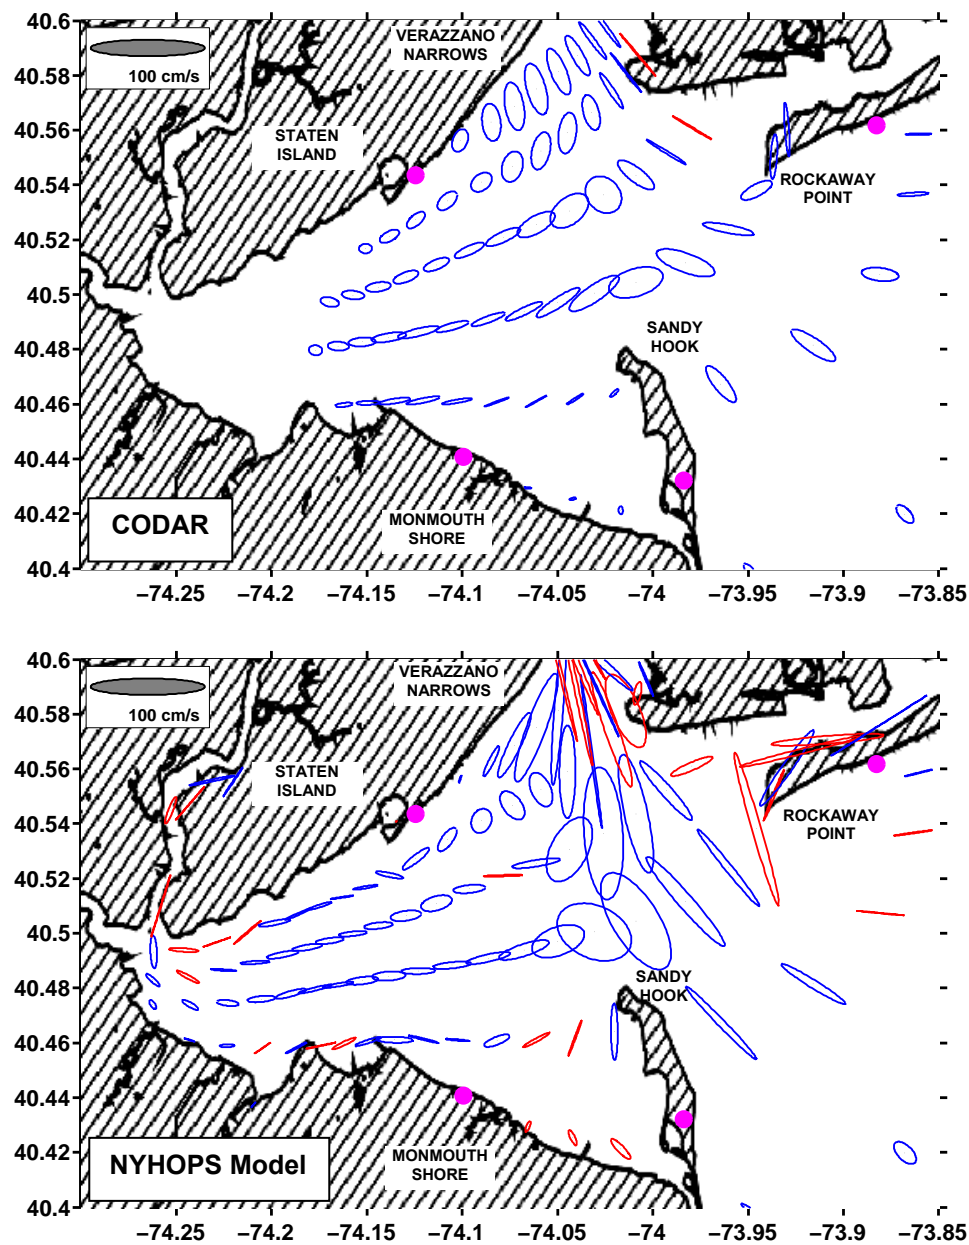 40.6
VERAZZANO
NARROWS
100 cm/s
40.58
STATEN
ISLAND
40.56
40.54
ROCKAWAY
POINT
40.52
40.5
SANDY
HOOK
40.48
40.46
40.44
CODAR
MONMOUTH
SHORE
40.42
40.4
−74.25 −74.2 −74.15 −74.1 −74.05 −74 −73.95 −73.9 −73.85
40.6
VERAZZANO
NARROWS
100 cm/s
40.58
STATEN
ISLAND
40.56
40.54
ROCKAWAY
POINT
40.52
40.5
SANDY
HOOK
40.48
40.46
40.44
NYHOPS Model
MONMOUTH
SHORE
40.42
40.4
−74.25 −74.2 −74.15 −74.1 −74.05 −74 −73.95 −73.9 −73.85